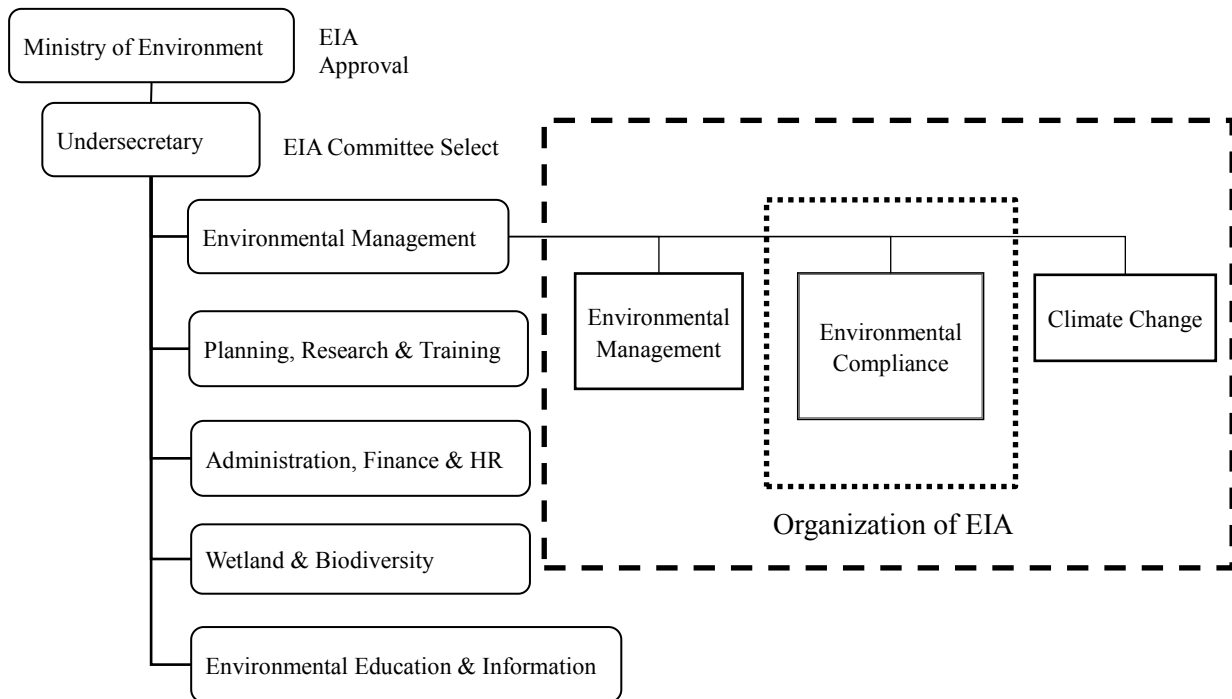 Ministry of Environment
EIA
Approval
Undersecretary
EIA Committee Select
Environmental Management
Environmental
Management
Environmental
Compliance
Climate Change
Planning, Research & Training
Administration, Finance & HR
Organization of EIA
Wetland & Biodiversity
Environmental Education & Information